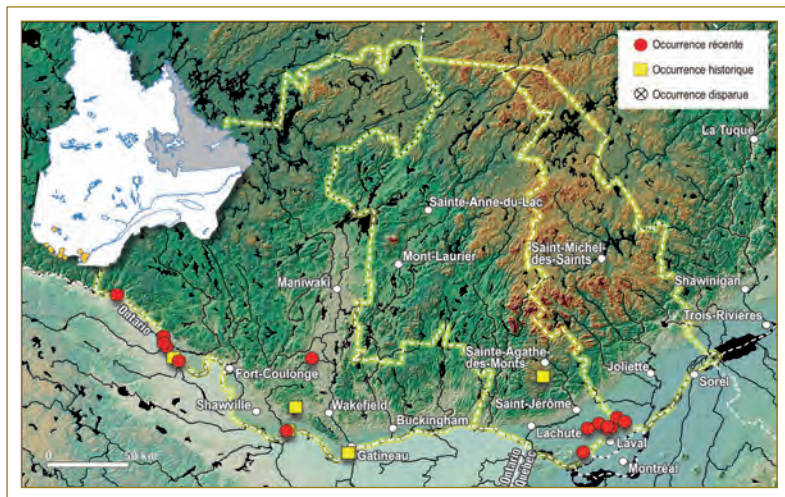 Occurrence récente
Occurrence historique
Occurrence disparue
La Tuque
Sainte-Anne-du-Lac
Mont-Laurier
Saint-Michel-
des-Saints
Maniwaki
Shawinigan
Ontario
Trois-Rivières
Fort-Coulonge
Sainte-Agathe-
des-Monts
Joliette
Sorel
Shawville
Wakefield
Saint-Jérôme
Buckingham
Lachute
Laval
Gatineau
Ontario
Québec
Montréal
0 50 km